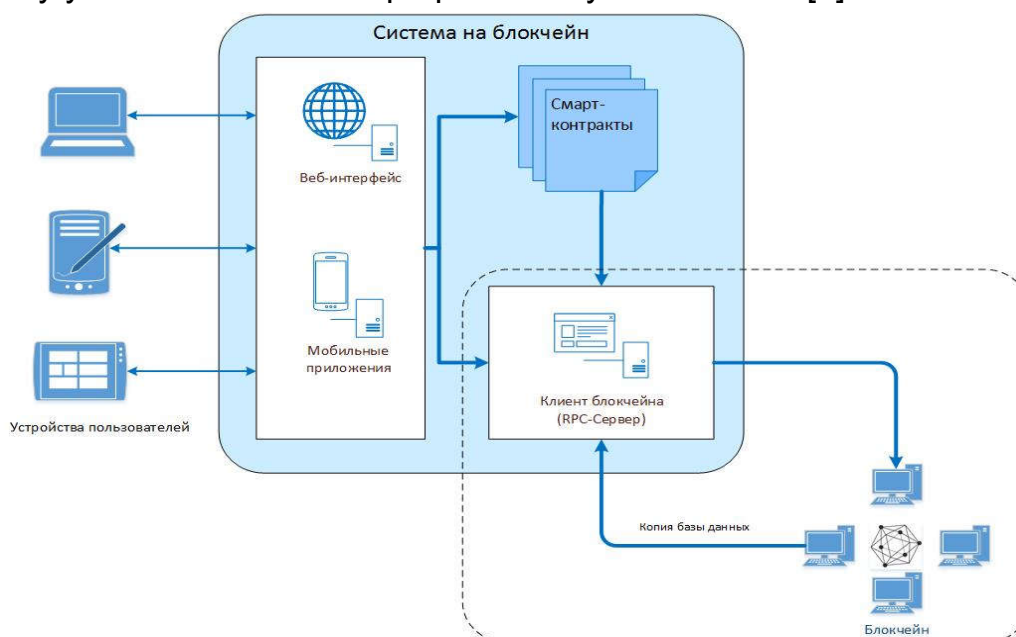 Система на блокчейн
Смарт-
контракты
Веб-интерфейс
Мобильные
приложения
Клиент блокчейна
(RPC-Сервер)
Устройства пользователей
Копия базы данных
Блокчейн